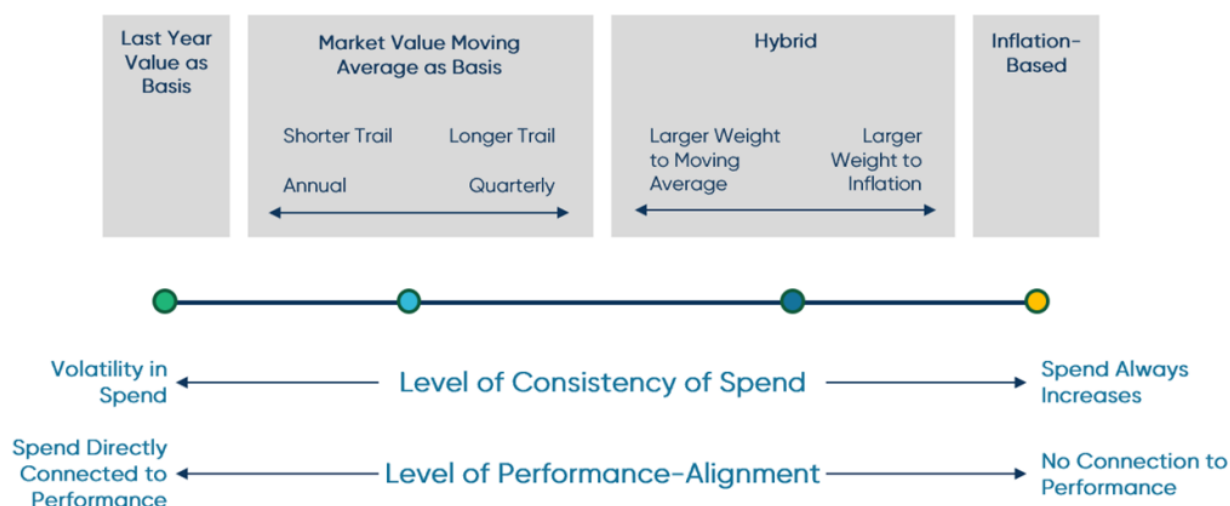 Last Year
Value as
Basis
Market Value Moving
Average as Basis
Shorter Trail
Longer Trail
Annual
Quarterly
Hybrid
Larger Weight
to Moving
Average
Larger
Weight to
Inflation
Inflation-
Based
Volatility in
Spend
Level of Consistency of Spend
Spend Always
Increases
Spend Directly
Connected to
Performance
Level of Performance-Alignment
No Connection to
Performance